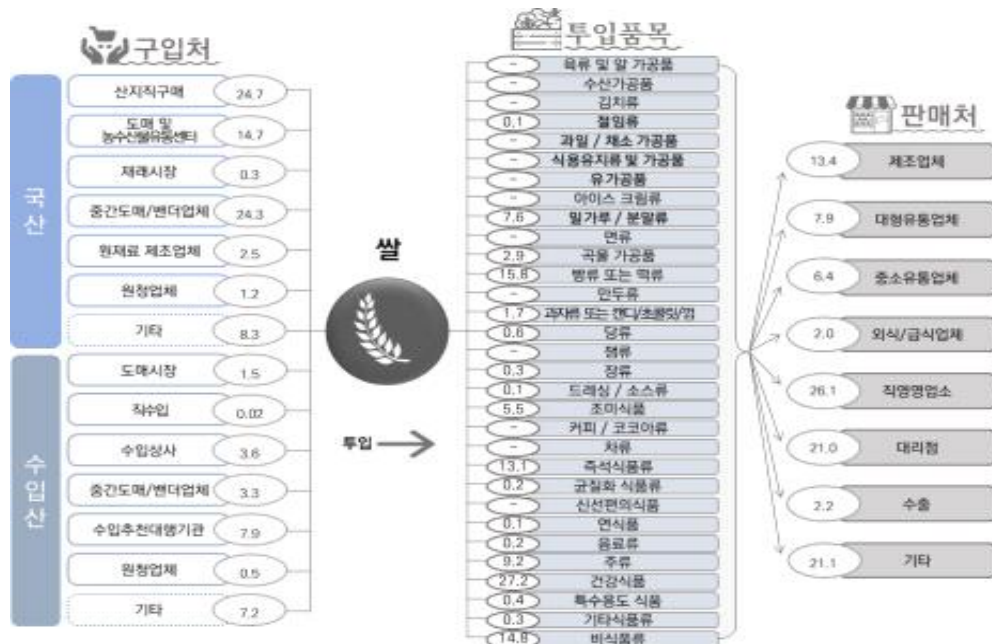 구입처
국산
산지직구매 24.7
도매 및
농수산물유통센터 14.7
재래시장 0.3
중간도매/밴더업체 24.3
원재료 제조업체 2.5
원청업체 1.2
기타 8.3
수입산
도매시장 1.5
직수입 0.02
수입상사 3.6
중간도매/밴더업체 3.3
수입추천대행기관 7.9
원청업체 0.5
기타 7.2
쌀
투입
투입품목
- 육류 및 알 가공품
- 수산가공품
- 김치류
0.1 절임류
- 과일 / 채소 가공품
- 식용유지류 및 가공품
- 유가공품
- 아이스 크림류
7.6 밀가루 / 분말류
- 면류
2.9 곡물 가공품
15.8 빵류 또는 떡류
- 만두류
1.7 과자류 또는 캔디/초콜릿/껌
0.6 당류
- 잼류
0.3 장류
0.1 드레싱 / 소스류
5.5 조미식품
- 커피 / 코코아류
- 차류
13.1 즉석식품류
0.2 균질화 식품류
- 신선편의식품
0.1 연식품
0.2 음료류
9.2 주류
27.2 건강식품
0.4 특수용도 식품
0.3 기타식품류
14.8 비식품류
판매처
13.4 제조업체
7.9 대형유통업체
6.4 중소유통업체
2.0 외식/급식업체
26.1 직영영업소
21.0 대리점
2.2 수출
21.1 기타